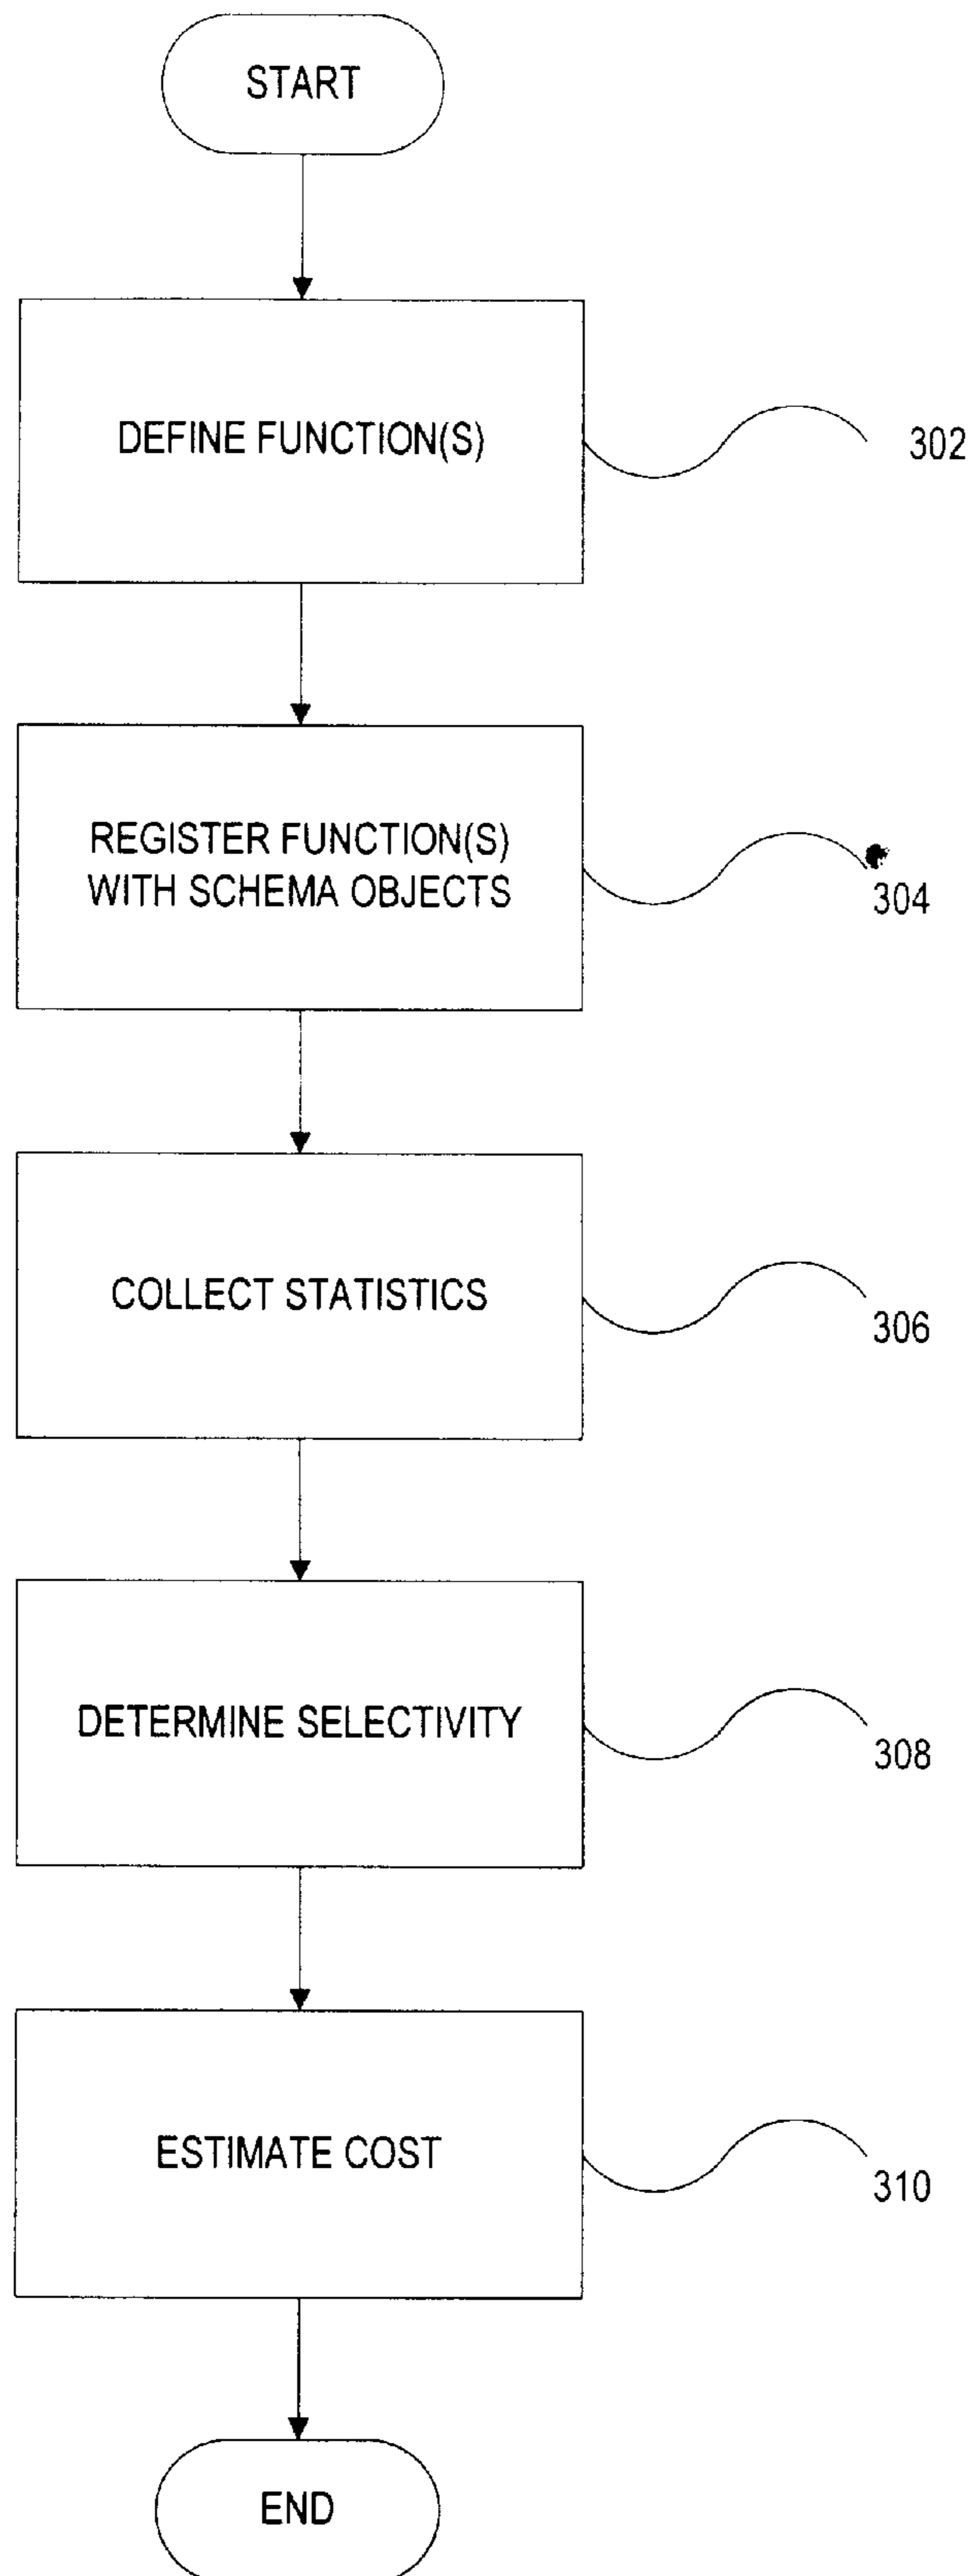 START
DEFINE FUNCTION(S)
302
REGISTER FUNCTION(S)
WITH SCHEMA OBJECTS
304
COLLECT STATISTICS
306
DETERMINE SELECTIVITY
308
ESTIMATE COST
310
END